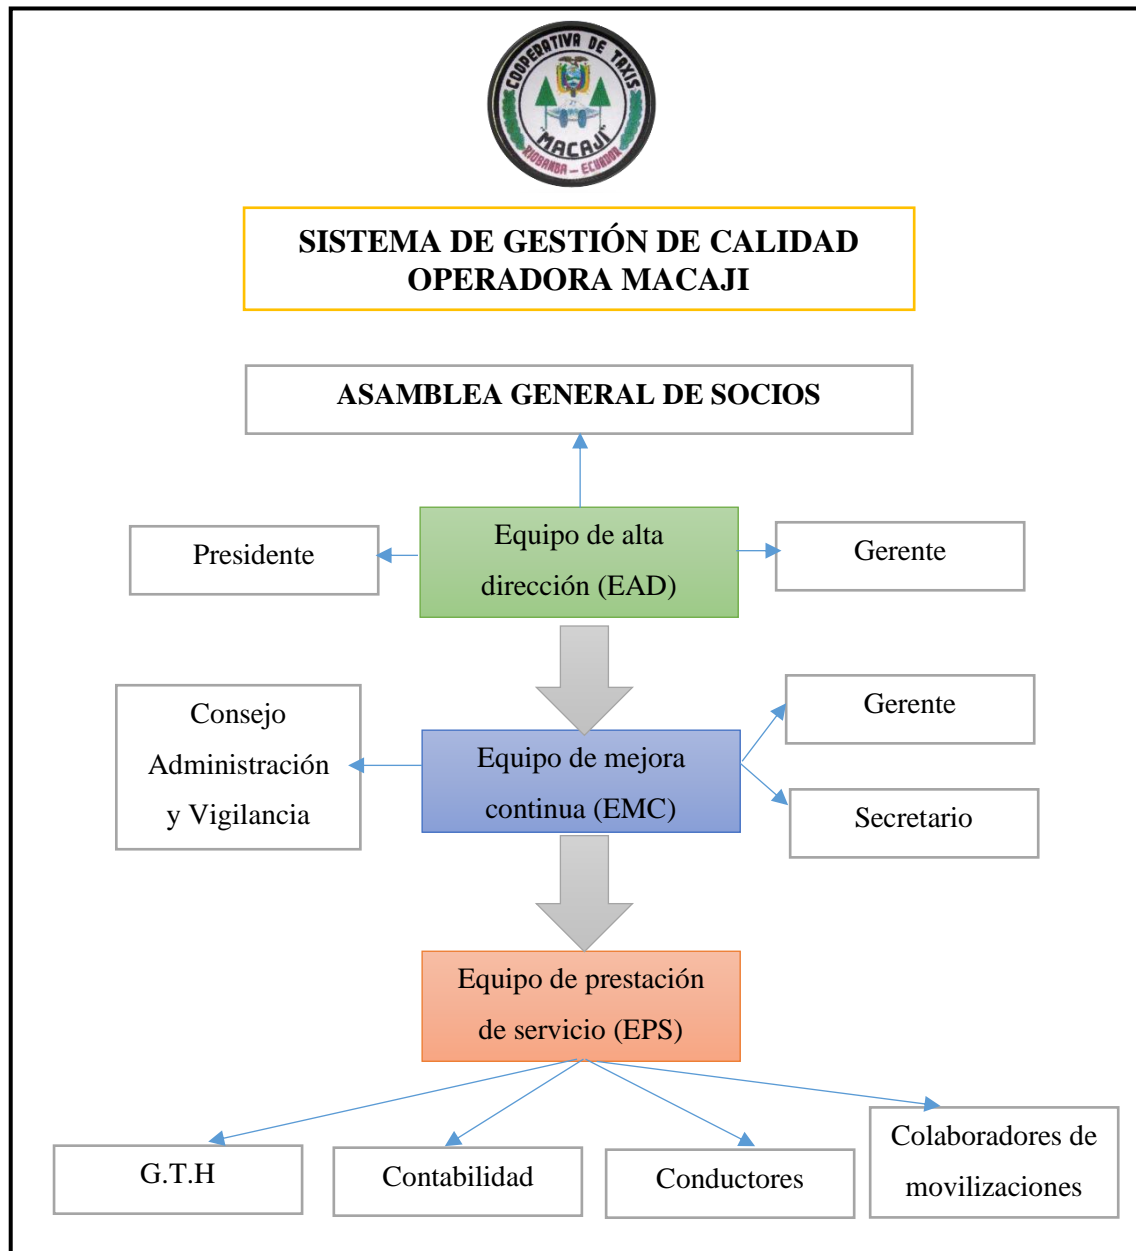 COOPERATIVA DE TAXIS
"MACAJI"
RIOBAMBA - ECUADOR
SISTEMA DE GESTIÓN DE CALIDAD
OPERADORA MACAJI
ASAMBLEA GENERAL DE SOCIOS
Presidente
Equipo de alta
dirección (EAD)
Gerente
Consejo
Administración
y Vigilancia
Equipo de mejora
continua (EMC)
Gerente
Secretario
Equipo de prestación
de servicio (EPS)
G.T.H
Contabilidad
Conductores
Colaboradores de
movilizaciones